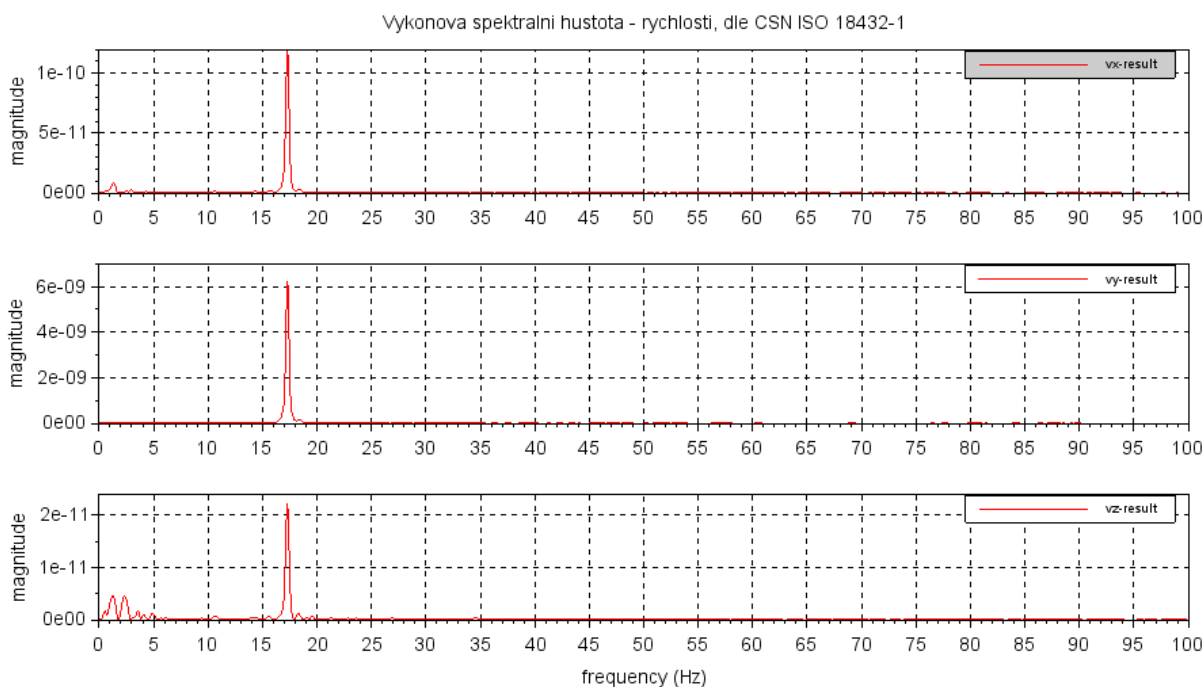 Vykonova spektralni hustota - rychlosti, dle CSN ISO 18432-1
vx-result
1e-10
5e-11
0e00
magnitude
0 5 10 15 20 25 30 35 40 45 50 55 60 65 70 75 80 85 90 95 100
vy-result
6e-09
4e-09
2e-09
0e00
magnitude
0 5 10 15 20 25 30 35 40 45 50 55 60 65 70 75 80 85 90 95 100
vz-result
2e-11
1e-11
0e00
magnitude
0 5 10 15 20 25 30 35 40 45 50 55 60 65 70 75 80 85 90 95 100
frequency (Hz)